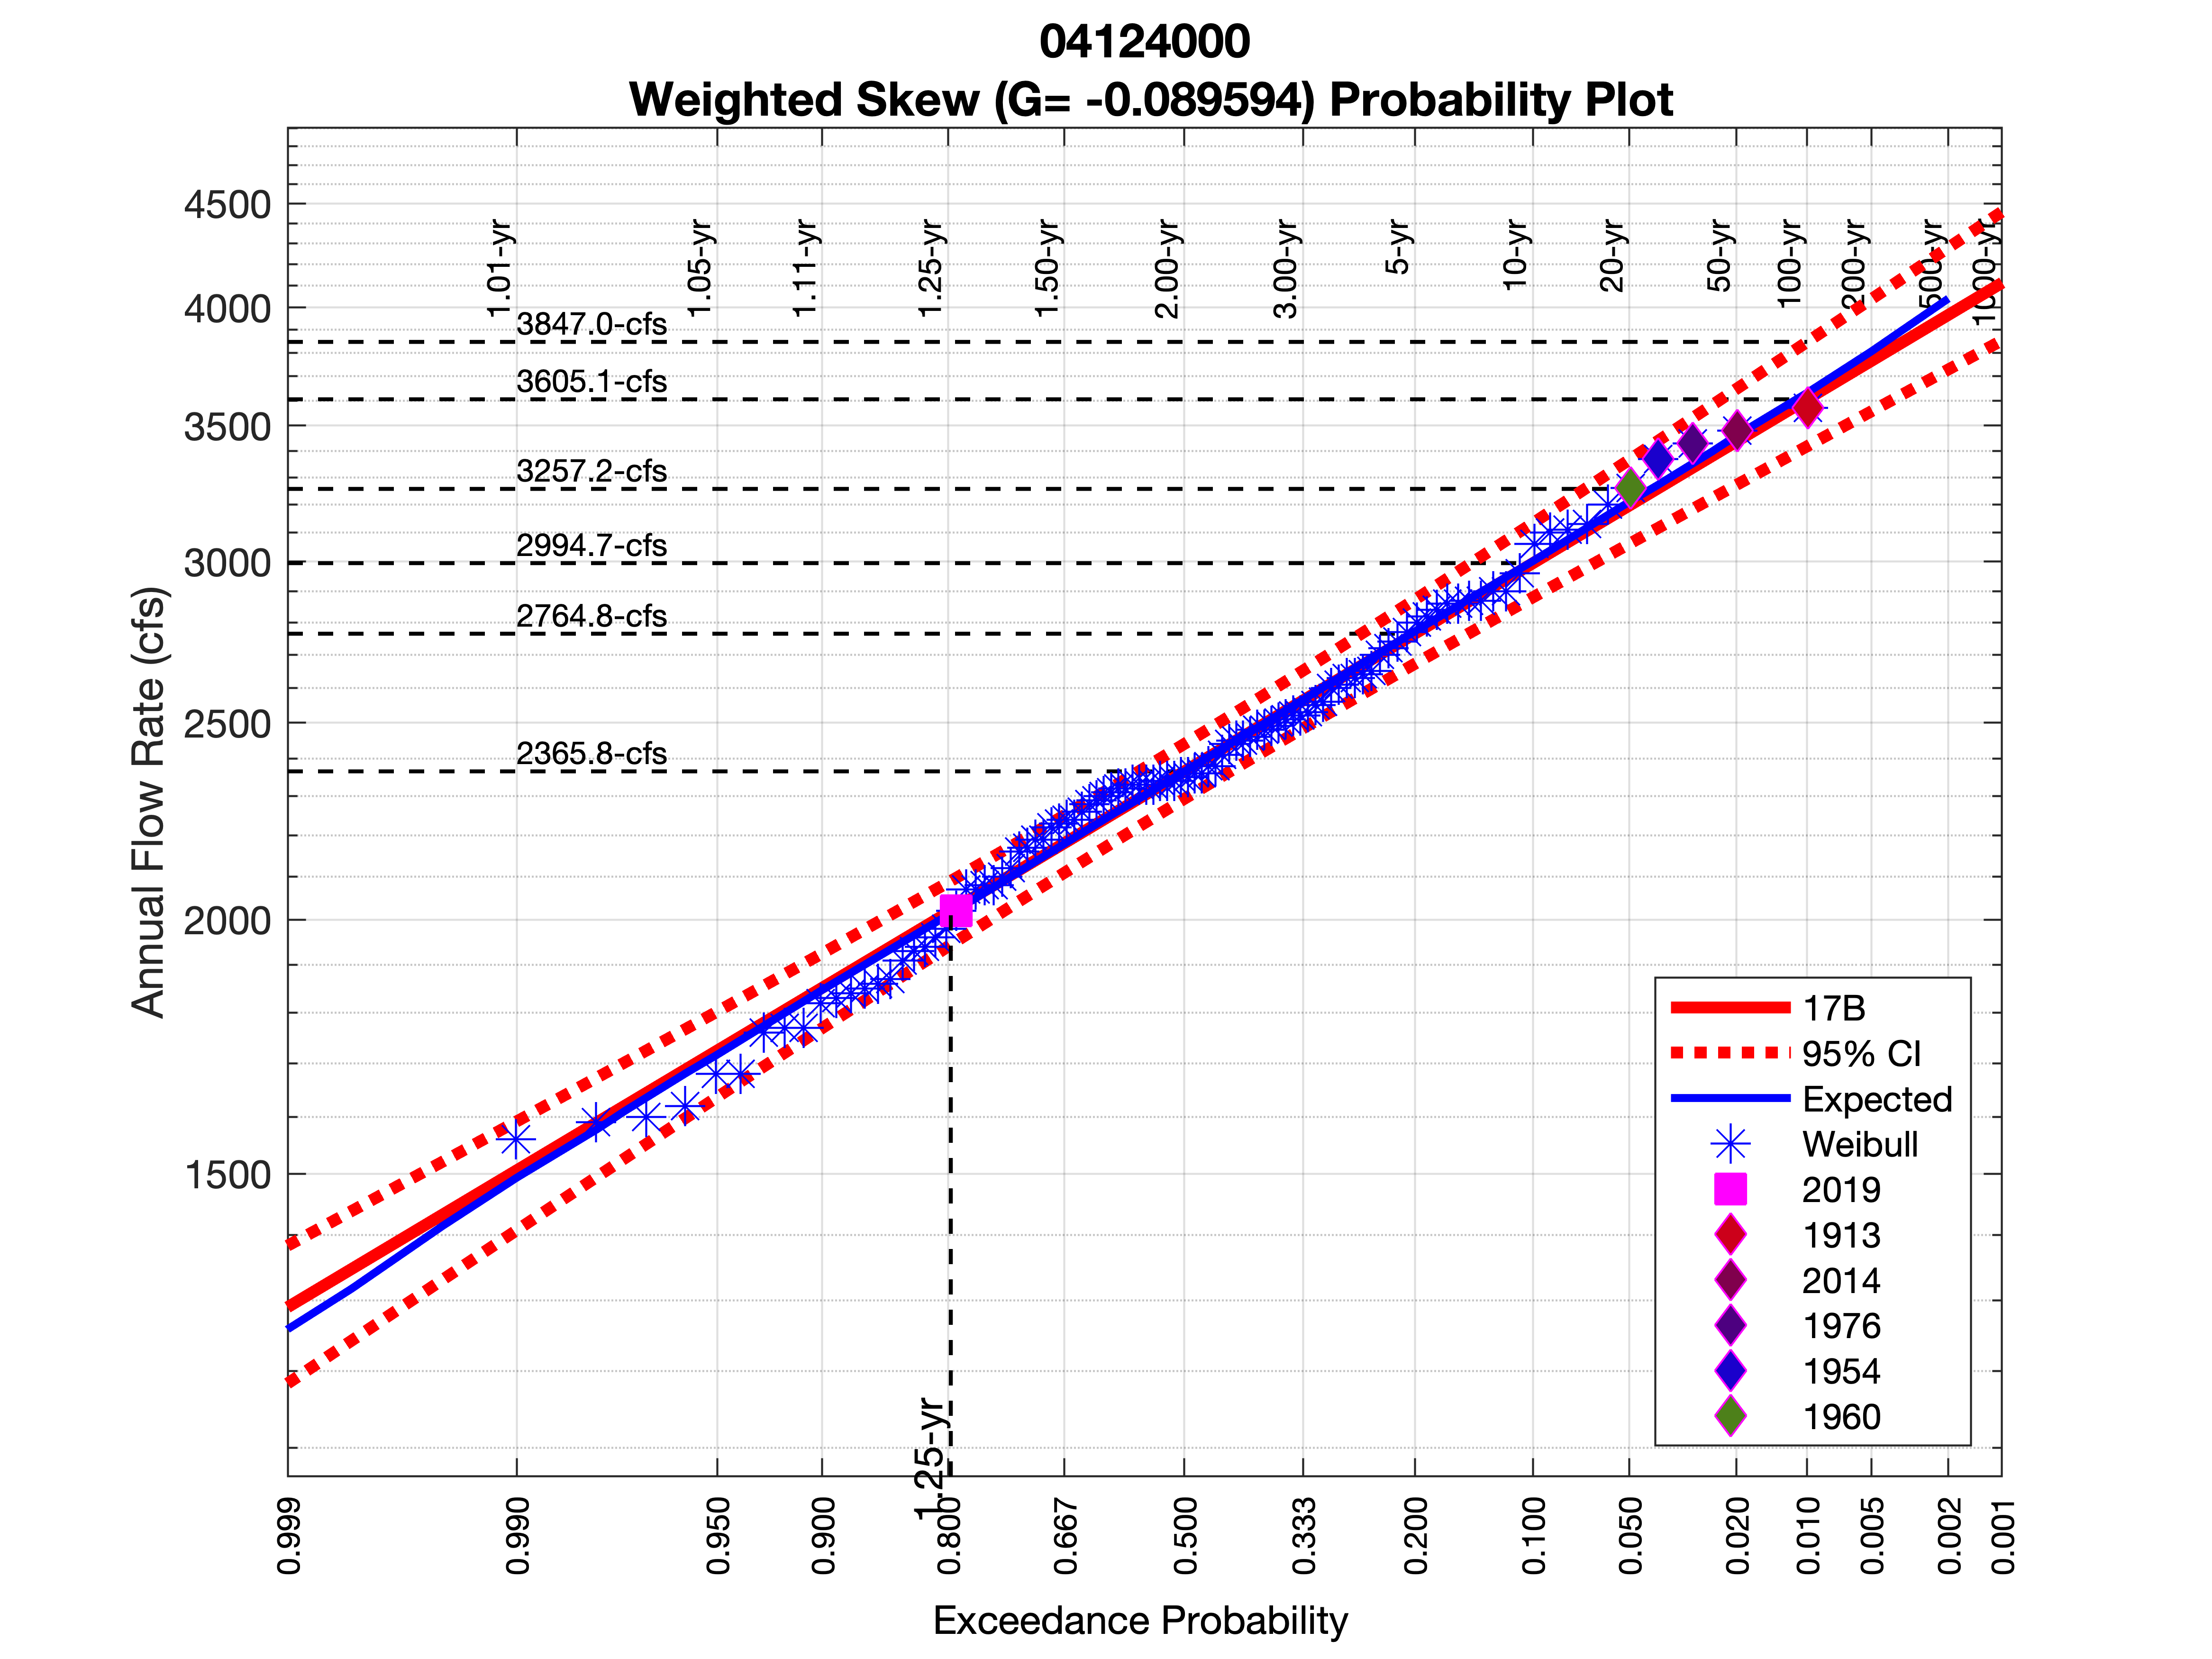 04124000
Weighted Skew (G= -0.089594) Probability Plot
4500
4000
3500
3000
2500
2000
1500
Annual Flow Rate (cfs)
1.01-yr
1.05-yr
1.11-yr
1.25-yr
1.50-yr
2.00-yr
3.00-yr
5-yr
10-yr
20-yr
50-yr
100-yr
200-yr
500-yr
1000-yr
3847.0-cfs
3605.1-cfs
3257.2-cfs
2994.7-cfs
2764.8-cfs
2365.8-cfs
1.25-yr
17B
95% CI
Expected
Weibull
2019
1913
2014
1976
1954
1960
0.999
0.990
0.950
0.900
0.800
0.667
0.500
0.333
0.200
0.100
0.050
0.020
0.010
0.005
0.002
0.001
Exceedance Probability